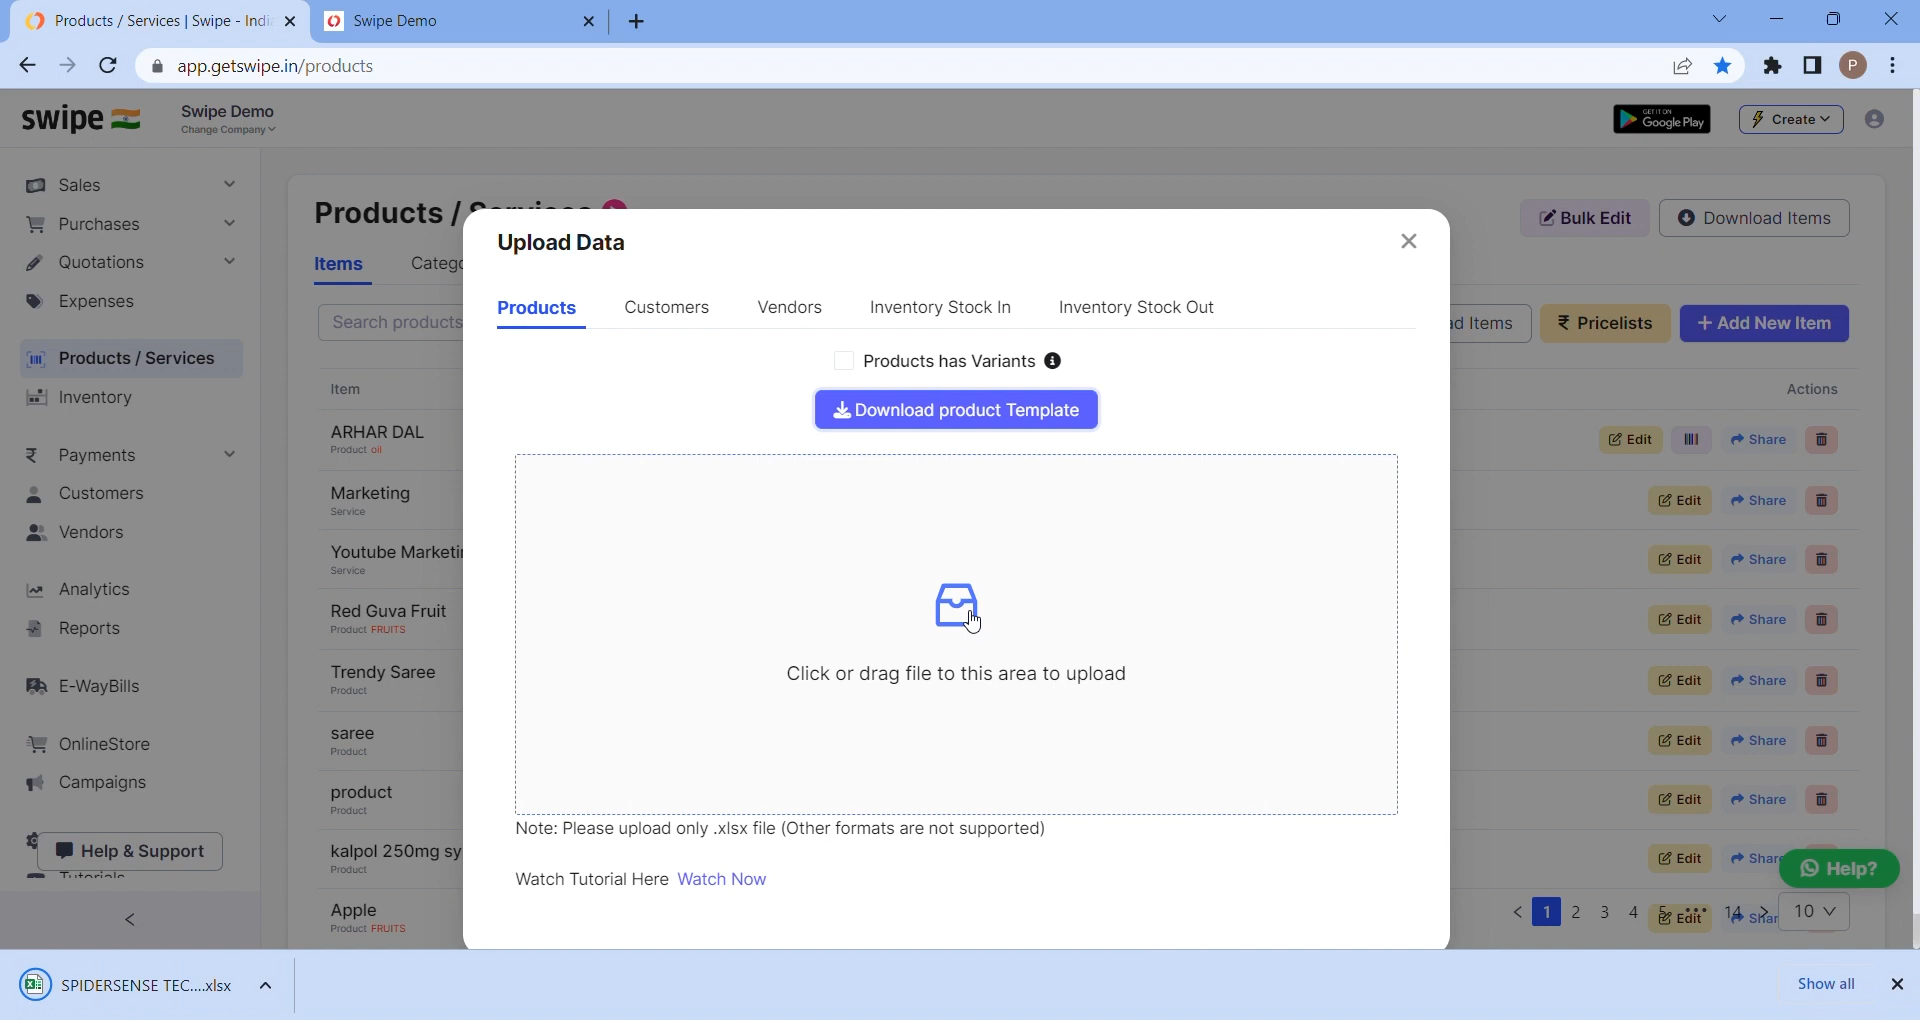 Products / Services | Swipe - India
Swipe Demo
app.getswipe.in/products
P
swipe
Swipe Demo
Change Company
GET IT ON
Google Play
Create
Sales
Purchases
Quotations
Expenses
Products / Services
Inventory
Payments
Customers
Vendors
Analytics
Reports
E-WayBills
OnlineStore
Campaigns
Help & Support
Tutorials
Products / Services
Bulk Edit
Download Items
Items
Catego
Search products
ad Items
₹ Pricelists
+ Add New Item
Item
Actions
ARHAR DAL
Product oil
Edit
Share
Marketing
Service
Edit
Share
Youtube Marketi
Service
Edit
Share
Red Guva Fruit
Product FRUITS
Edit
Share
Trendy Saree
Product
Edit
Share
saree
Product
Edit
Share
product
Product
Edit
Share
kalpol 250mg sy
Product
Edit
Share
Apple
Product FRUITS
Edit
Shar
Help?
< 1 2 3 4 5 ••• 14 > 10
Upload Data
Products
Customers
Vendors
Inventory Stock In
Inventory Stock Out
Products has Variants
Download product Template
Click or drag file to this area to upload
Note: Please upload only .xlsx file (Other formats are not supported)
Watch Tutorial Here Watch Now
SPIDERSENSE TEC....xlsx
Show all